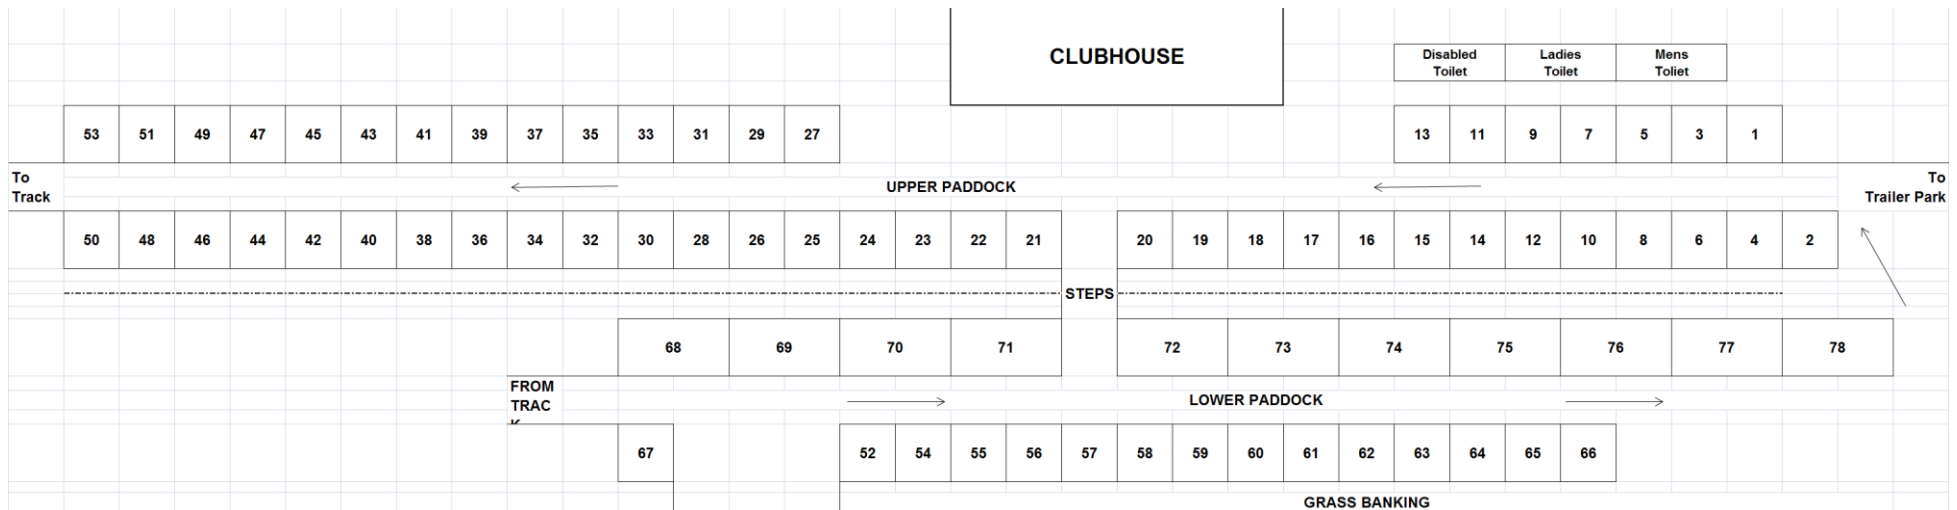 CLUBHOUSE
Disabled Toilet
Ladies Toilet
Mens Toliet
53 51 49 47 45 43 41 39 37 35 33 31 29 27 13 11 9 7 5 3 1
To
Track
UPPER PADDOCK
To
Trailer Park
50 48 46 44 42 40 38 36 34 32 30 28 26 25 24 23 22 21 20 19 18 17 16 15 14 12 10 8 6 4 2
STEPS
68 69 70 71 72 73 74 75 76 77 78
FROM
TRAC
K
LOWER PADDOCK
67 52 54 55 56 57 58 59 60 61 62 63 64 65 66
GRASS BANKING